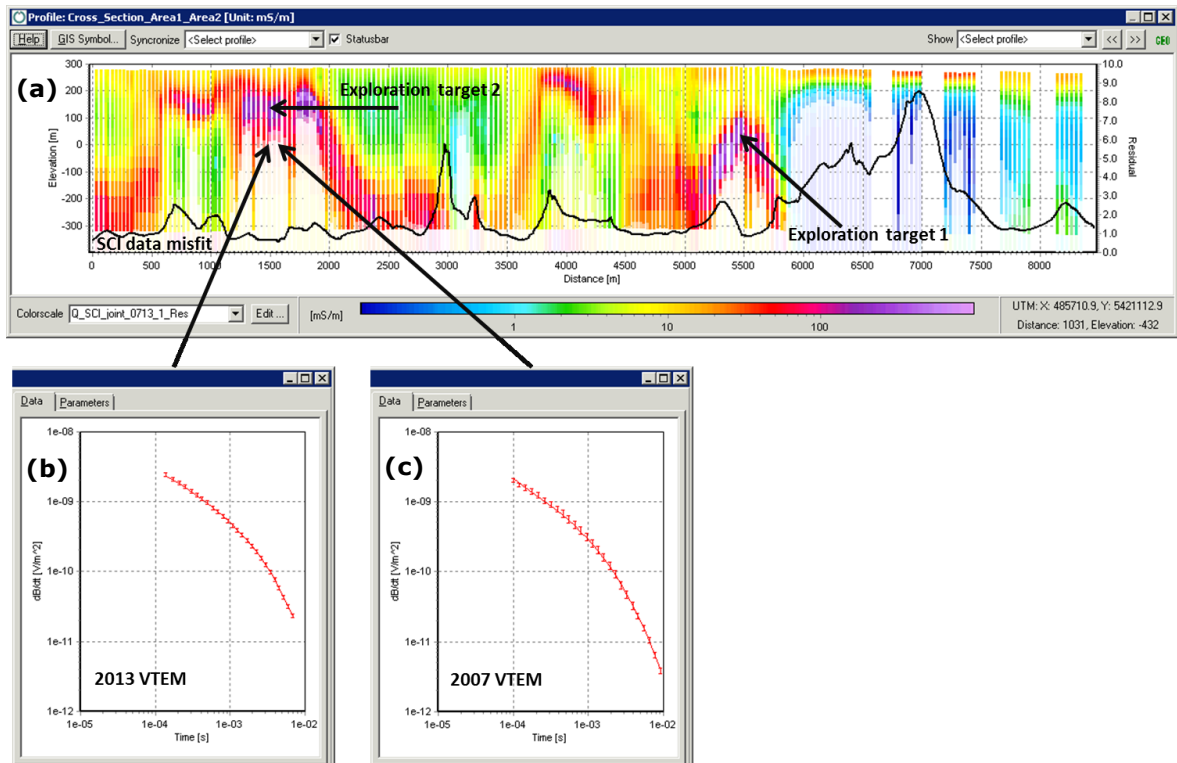 Profile: Cross_Section_Area1_Area2 [Unit: mS/m]
Help GIS Symbol... Syncronize <Select profile> Statusbar Show <Select profile> << >> GEO
(a)
300
200
100
0
-100
-200
-300
Elevation [m]
Exploration target 2
Exploration target 1
SCI data misfit
10.0
9.0
8.0
7.0
6.0
5.0
4.0
3.0
2.0
1.0
0.0
Residual
0 500 1000 1500 2000 2500 3000 3500 4000 4500 5000 5500 6000 6500 7000 7500 8000
Distance [m]
Colorscale Q_SCI_joint_0713_1_Res Edit ... [mS/m]
1 10 100
UTM: X: 485710.9, Y: 5421112.9
Distance: 1031, Elevation: -432
Data Parameters
(b)
1e-08
1e-09
1e-10
1e-11
1e-12
dB/dt [V/m^2]
2013 VTEM
1e-05 1e-04 1e-03 1e-02
Time [s]
Data Parameters
(c)
1e-08
1e-09
1e-10
1e-11
1e-12
dB/dt [V/m^2]
2007 VTEM
1e-05 1e-04 1e-03 1e-02
Time [s]